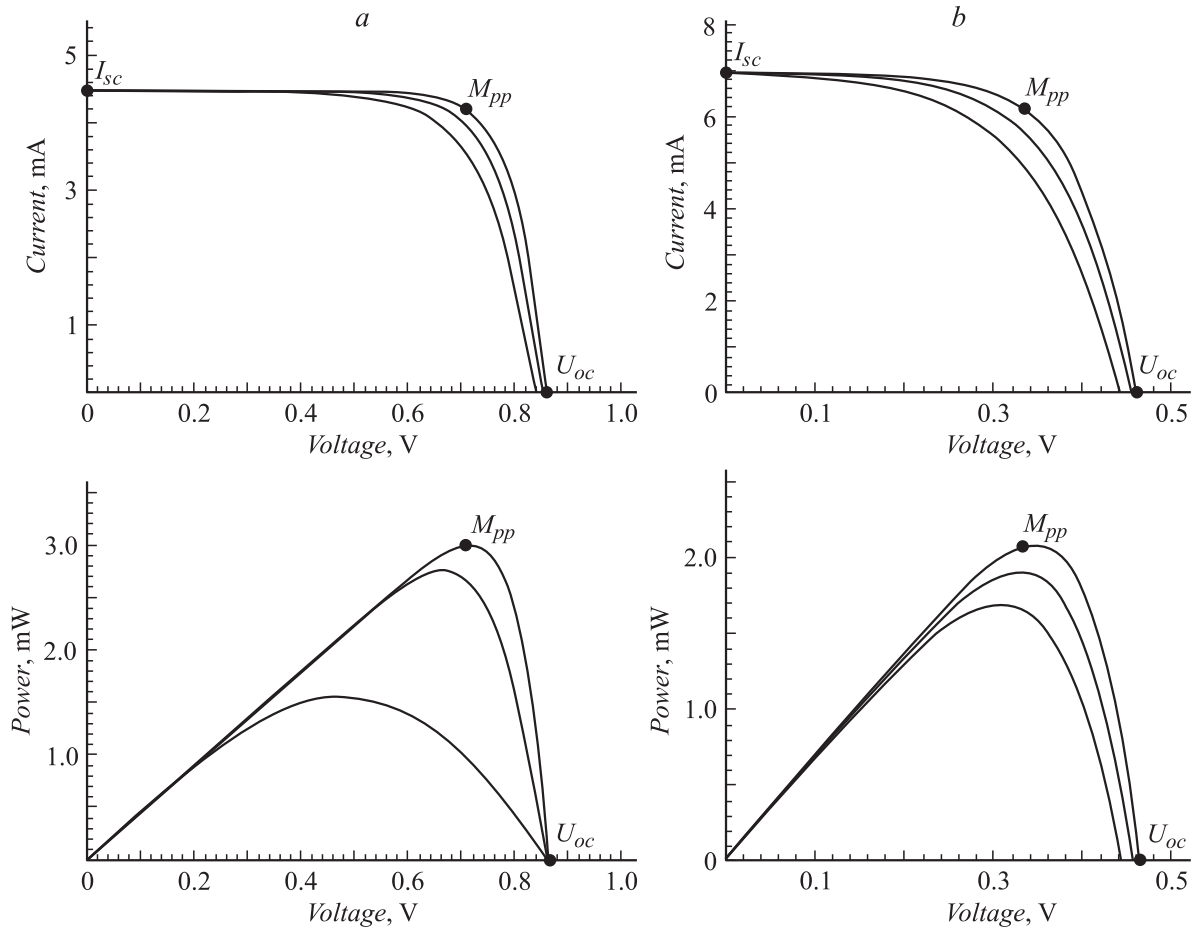 a
5
3
1
Current, mA
I_sc
M_pp
U_oc
0 0.2 0.4 0.6 0.8 1.0
Voltage, V
b
8
6
4
2
0
Current, mA
I_sc
M_pp
U_oc
0.1 0.3 0.5
Voltage, V
3.0
2.0
1.0
Power, mW
M_pp
U_oc
0 0.2 0.4 0.6 0.8 1.0
Voltage, V
2.0
1.0
0
Power, mW
M_pp
U_oc
0.1 0.3 0.5
Voltage, V